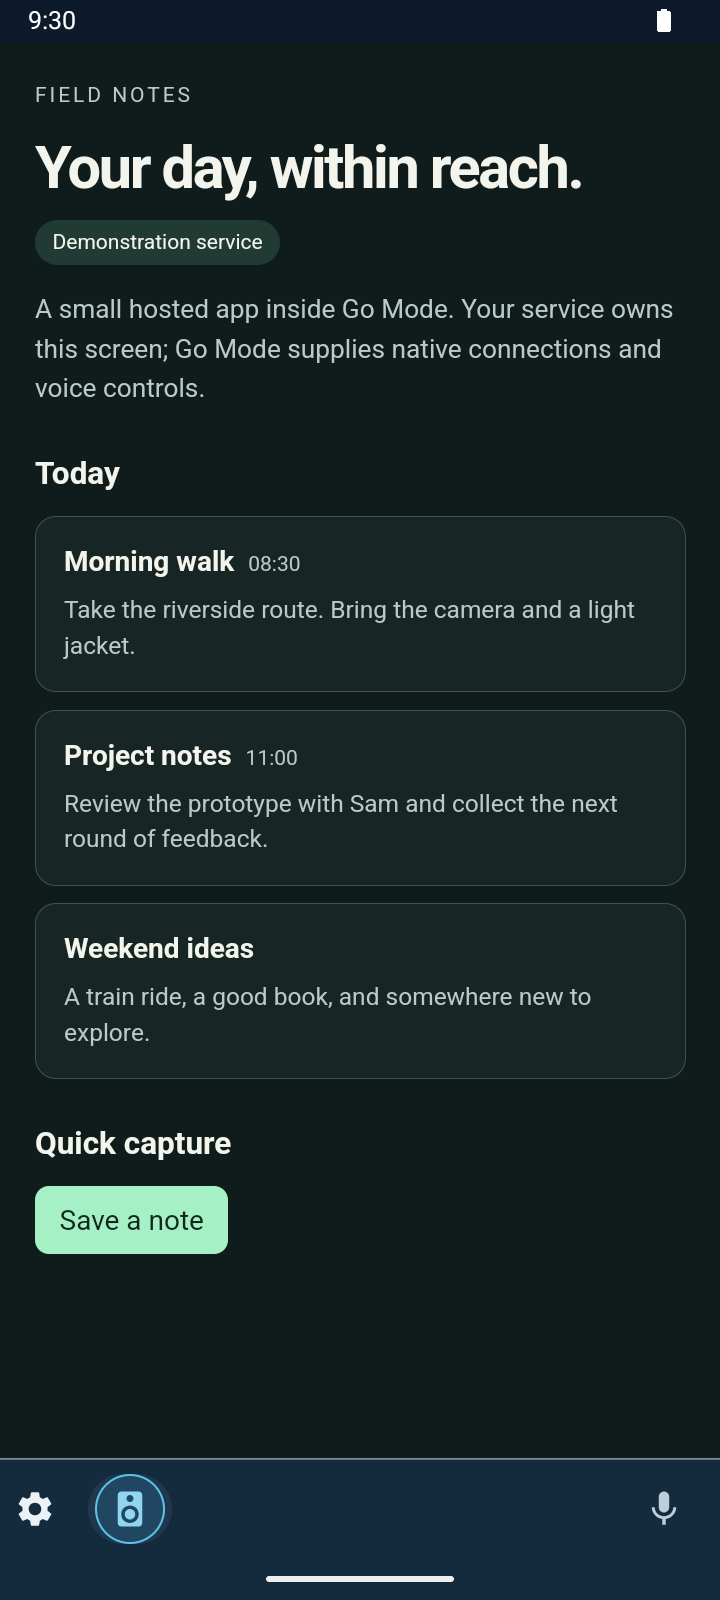 9:30
FIELD NOTES
Your day, within reach.
Demonstration service
A small hosted app inside Go Mode. Your service owns
this screen; Go Mode supplies native connections and
voice controls.
Today
Morning walk 08:30
Take the riverside route. Bring the camera and a light
jacket.
Project notes 11:00
Review the prototype with Sam and collect the next
round of feedback.
Weekend ideas
A train ride, a good book, and somewhere new to
explore.
Quick capture
Save a note